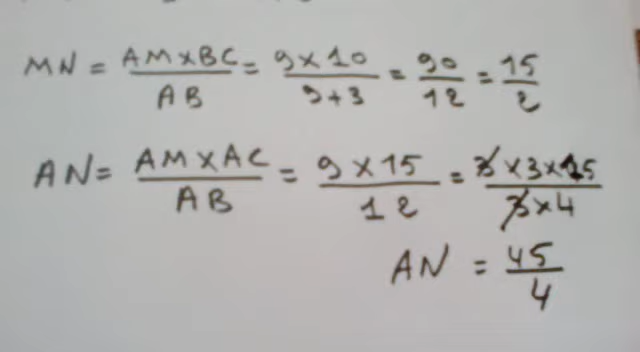 MN = AM×BC/AB = 9×10/9+3 = 90/12 = 15/2
AN = AM×AC/AB = 9×15/12 = 3×3×15/3×4
AN = 45/4